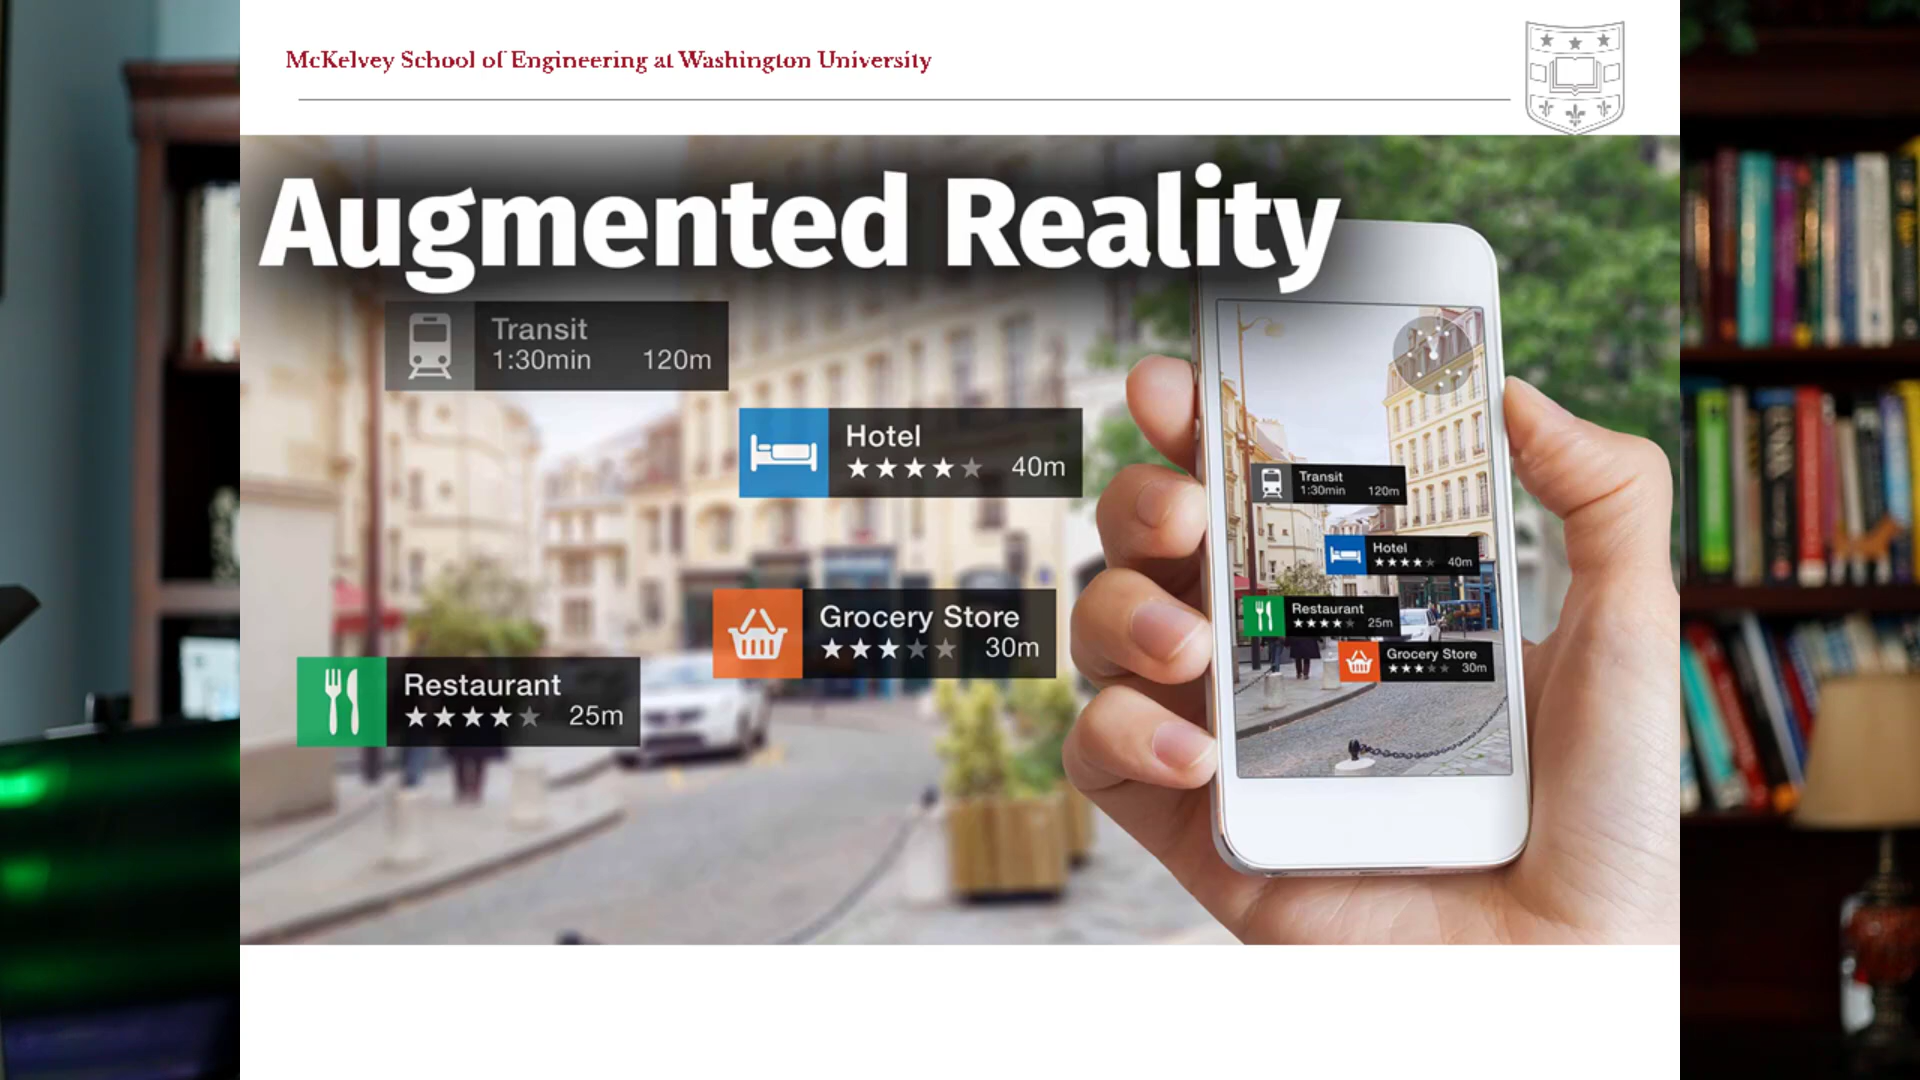 McKelvey School of Engineering at Washington University
Augmented Reality
Transit
1:30min 120m
Hotel
★★★★★ 40m
Grocery Store
★★★★★ 30m
Restaurant
★★★★★ 25m
Transit
1:30min 120m
Hotel
★★★★★ 40m
Restaurant
★★★★★ 25m
Grocery Store
★★★★★ 30m